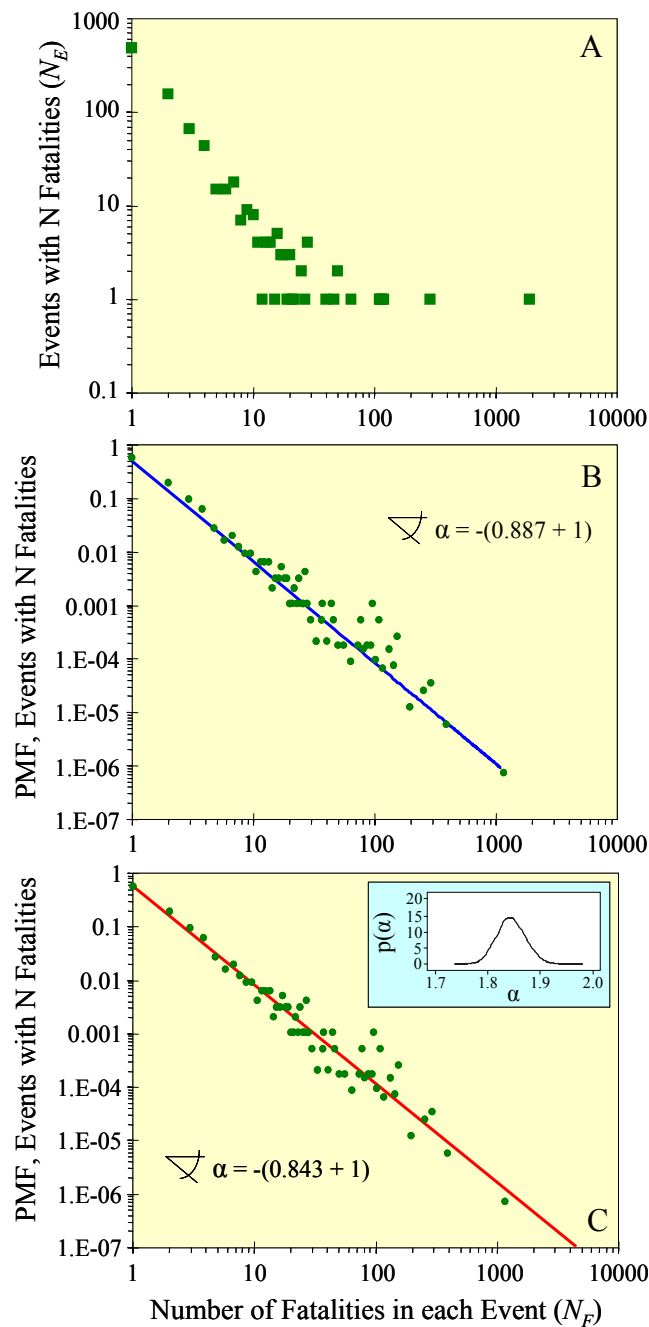 A
Events with N Fatalities (N_E)
1000
100
10
1
0.1
1 10 100 1000 10000
B
PMF, Events with N Fatalities
1
0.1
0.01
0.001
1.E-04
1.E-05
1.E-06
1.E-07
α = -(0.887 + 1)
1 10 100 1000 10000
C
PMF, Events with N Fatalities
1
0.1
0.01
0.001
1.E-04
1.E-05
1.E-06
1.E-07
p(α)
20
15
10
5
0
1.7 1.8 1.9 2.0
α
α = -(0.843 + 1)
1 10 100 1000 10000
Number of Fatalities in each Event (N_F)